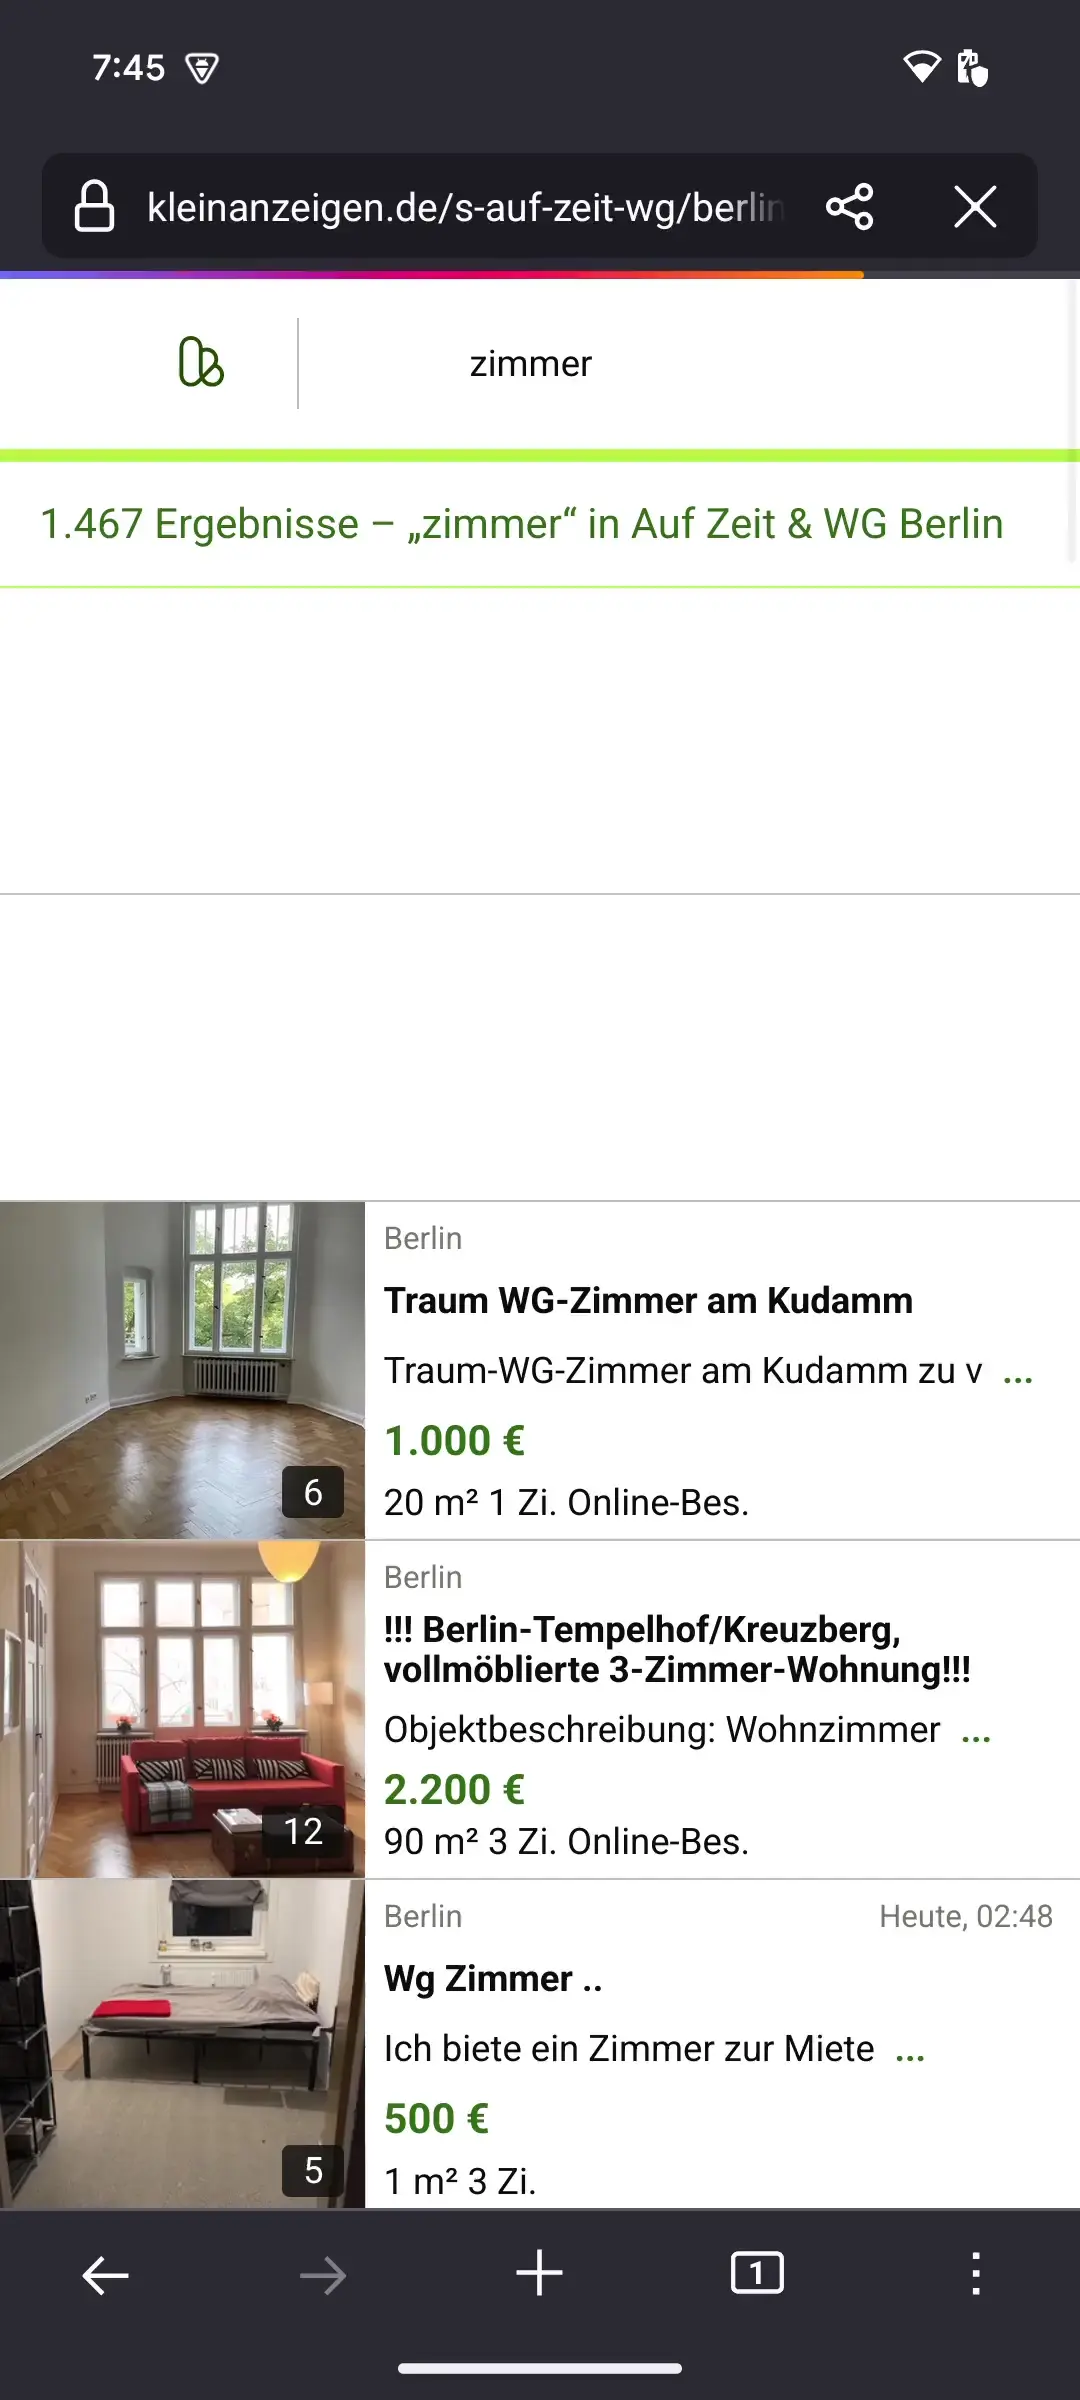 7:45
kleinanzeigen.de/s-auf-zeit-wg/berlin
zimmer
1.467 Ergebnisse – „zimmer“ in Auf Zeit & WG Berlin
Berlin
Traum WG-Zimmer am Kudamm
Traum-WG-Zimmer am Kudamm zu v ...
1.000 €
6
20 m² 1 Zi. Online-Bes.
Berlin
!!! Berlin-Tempelhof/Kreuzberg,
vollmöblierte 3-Zimmer-Wohnung!!!
Objektbeschreibung: Wohnzimmer ...
2.200 €
12
90 m² 3 Zi. Online-Bes.
Berlin
Heute, 02:48
Wg Zimmer ..
Ich biete ein Zimmer zur Miete ...
500 €
5
1 m² 3 Zi.
1